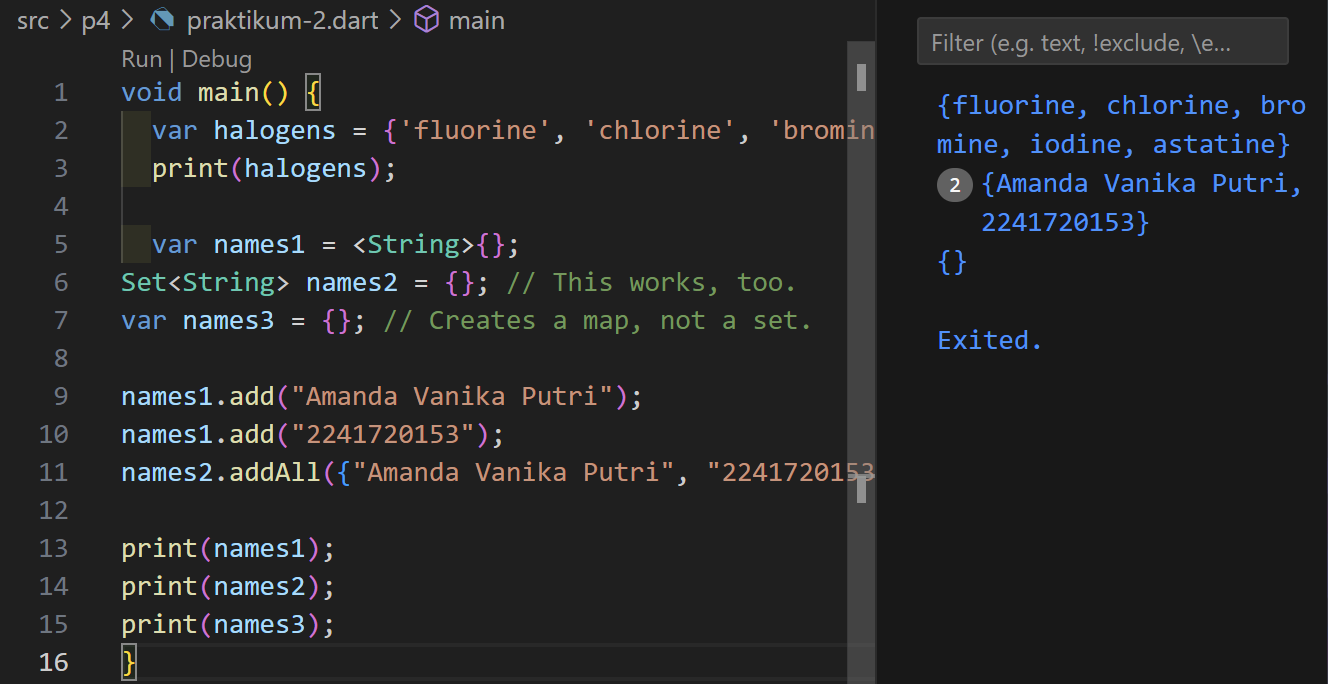 src > p4 > praktikum-2.dart > main
Run | Debug
1 void main() {
2 var halogens = {'fluorine', 'chlorine', 'bromin
3 print(halogens);
4
5 var names1 = <String>{};
6 Set<String> names2 = {}; // This works, too.
7 var names3 = {}; // Creates a map, not a set.
8
9 names1.add("Amanda Vanika Putri");
10 names1.add("2241720153");
11 names2.addAll({"Amanda Vanika Putri", "2241720153
12
13 print(names1);
14 print(names2);
15 print(names3);
16 }
Filter (e.g. text, !exclude, \e...
{fluorine, chlorine, bro
mine, iodine, astatine}
2 {Amanda Vanika Putri,
2241720153}
{}
Exited.